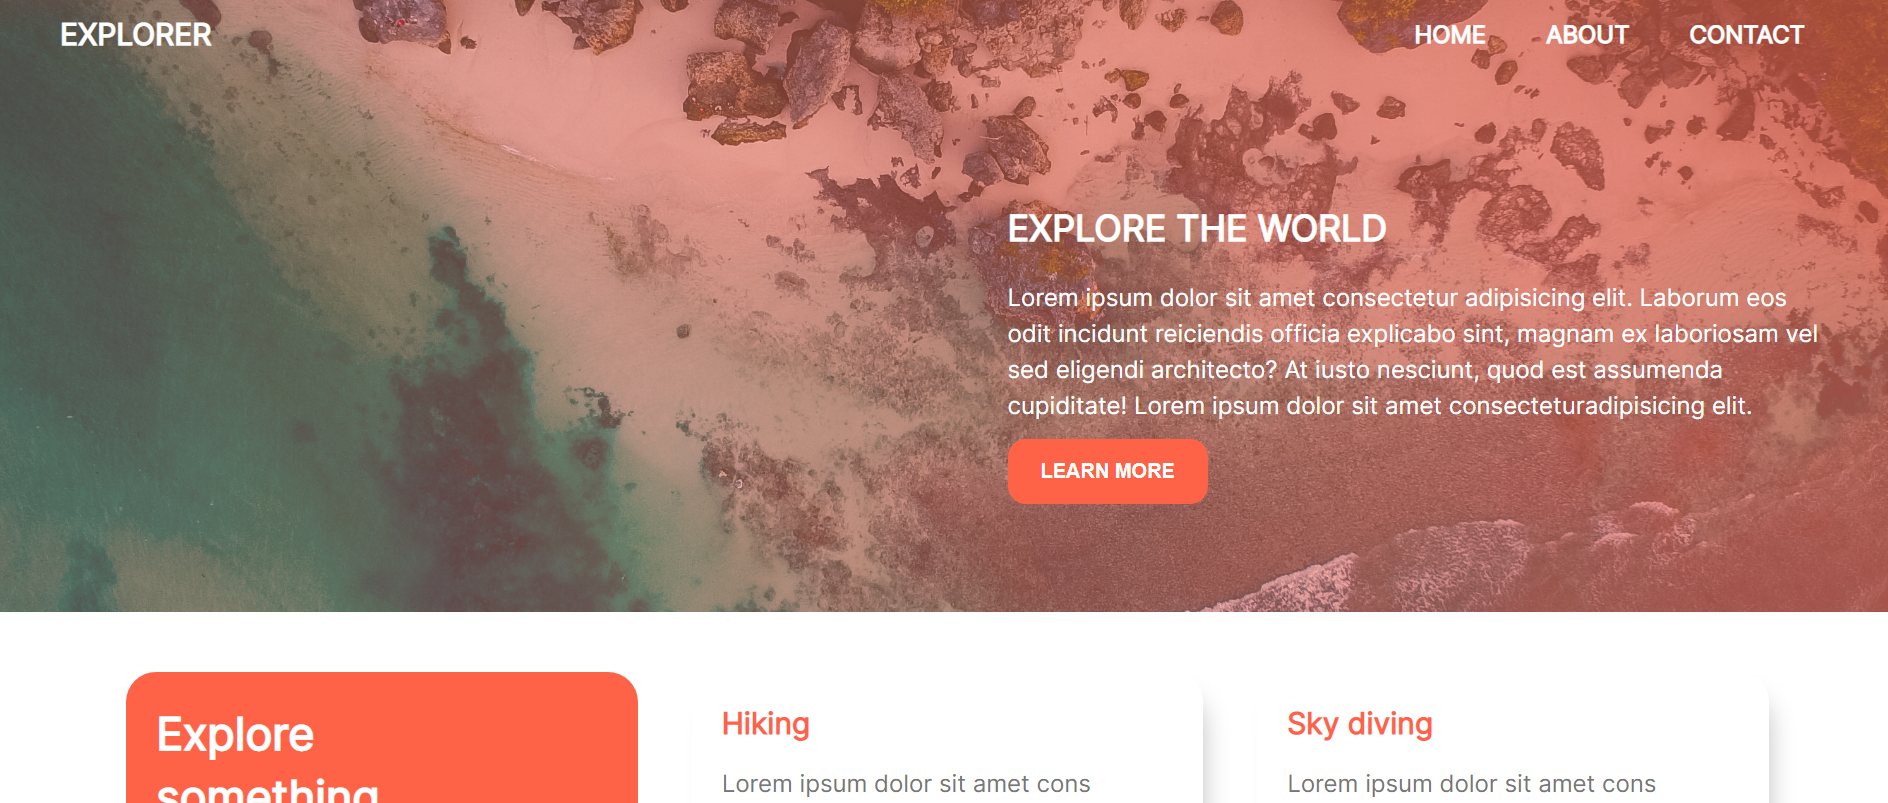 EXPLORER
HOME ABOUT CONTACT
EXPLORE THE WORLD
Lorem ipsum dolor sit amet consectetur adipisicing elit. Laborum eos
odit incidunt reiciendis officia explicabo sint, magnam ex laboriosam vel
sed eligendi architecto? At iusto nesciunt, quod est assumenda
cupiditate! Lorem ipsum dolor sit amet consecteturadipisicing elit.
LEARN MORE
Explore
something
Hiking
Lorem ipsum dolor sit amet cons
Sky diving
Lorem ipsum dolor sit amet cons